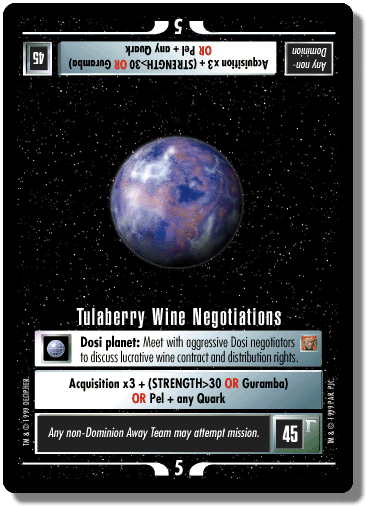 5
Any non-
Dominion
Acquisition x3 + (STRENGTH>30 OR Guramba)
OR Pel + any Quark
45
Tulaberry Wine Negotiations
Dosi planet: Meet with aggressive Dosi negotiators
to discuss lucrative wine contract and distribution rights.
Acquisition x3 + (STRENGTH>30 OR Guramba)
OR Pel + any Quark
Any non-Dominion Away Team may attempt mission.
45
Γ
5
TM & © 1999 DECIPHER.
TM & © 1999 PAR. PIC.